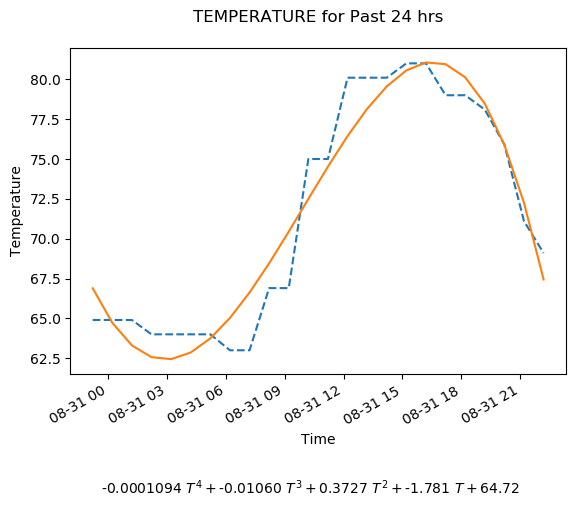 TEMPERATURE for Past 24 hrs
80.0
77.5
75.0
72.5
70.0
67.5
65.0
62.5
Temperature
08-31 00 08-31 03 08-31 06 08-31 09 08-31 12 08-31 15 08-31 18 08-31 21
Time
-0.0001094 T⁴ + -0.01060 T³ + 0.3727 T² + -1.781 T + 64.72